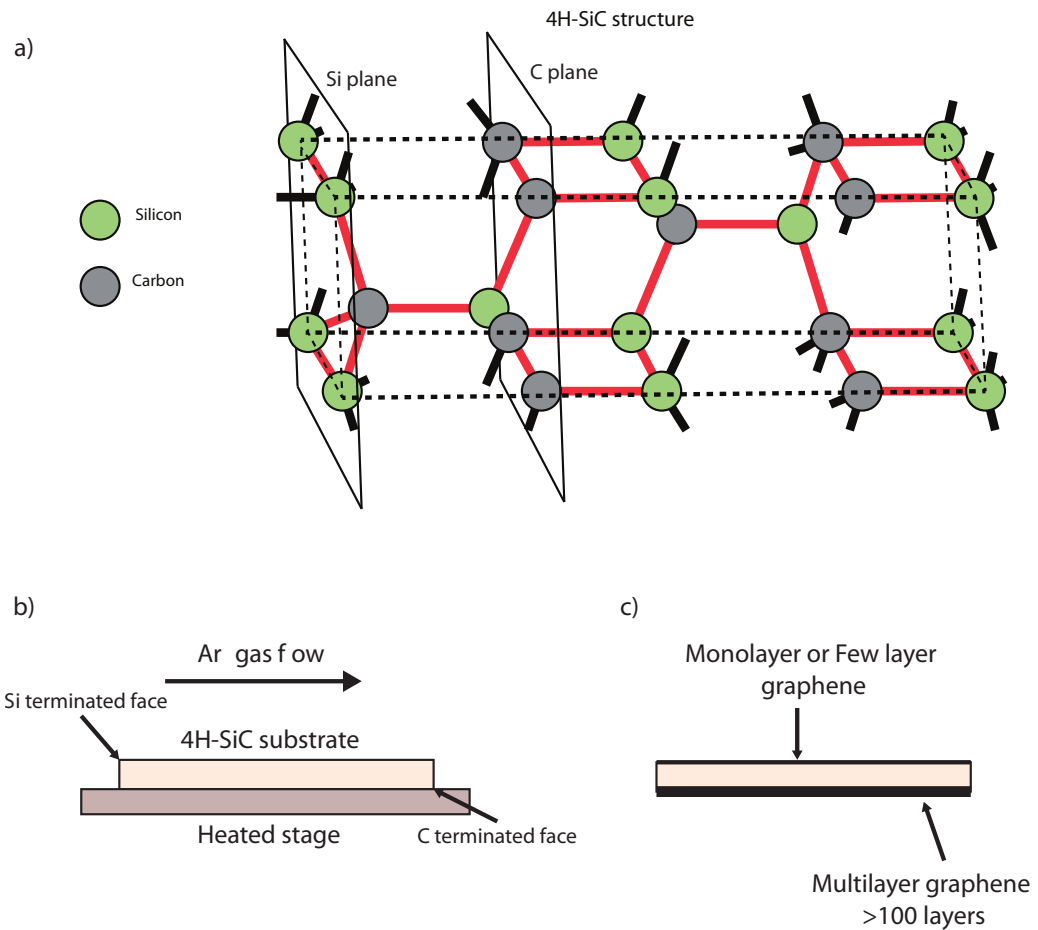 4H-SiC structure
a)
Si plane
C plane
Silicon
Carbon
b)
Ar gas f ow
Si terminated face
4H-SiC substrate
Heated stage
C terminated face
c)
Monolayer or Few layer
graphene
Multilayer graphene
>100 layers